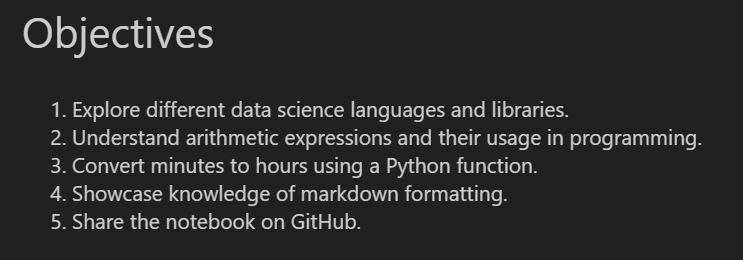 Objectives
1. Explore different data science languages and libraries.
2. Understand arithmetic expressions and their usage in programming.
3. Convert minutes to hours using a Python function.
4. Showcase knowledge of markdown formatting.
5. Share the notebook on GitHub.